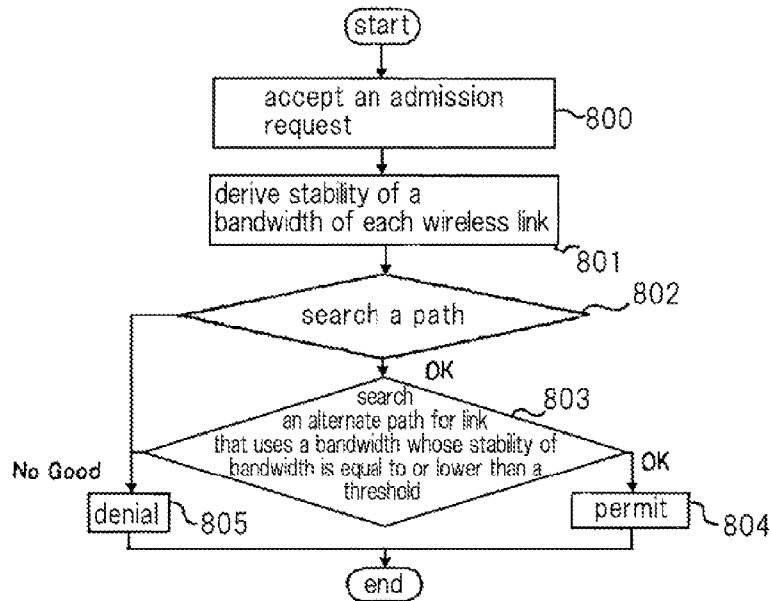 start
accept an admission
request
800
derive stability of a
bandwidth of each wireless link
801
802
search a path
OK
search
803
an alternate path for link
that uses a bandwidth whose stability of
bandwidth is equal to or lower than a
threshold
No Good
OK
denial
805
permit
804
end